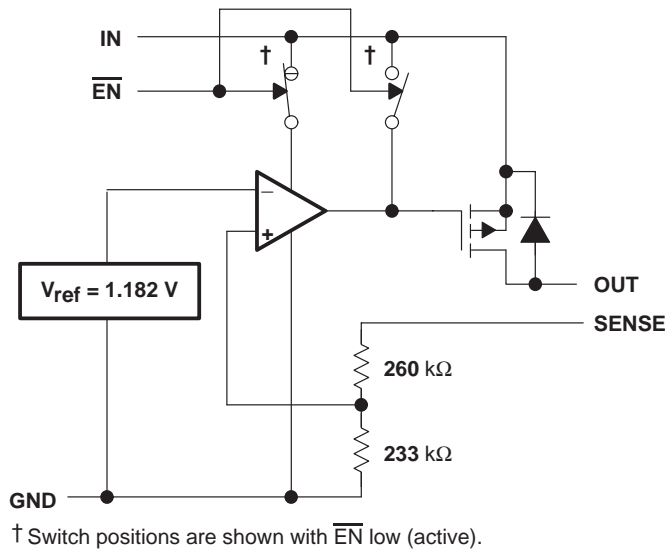 IN
†
†
EN
−
+
Vref = 1.182 V
OUT
SENSE
260 kΩ
233 kΩ
GND
† Switch positions are shown with EN low (active).